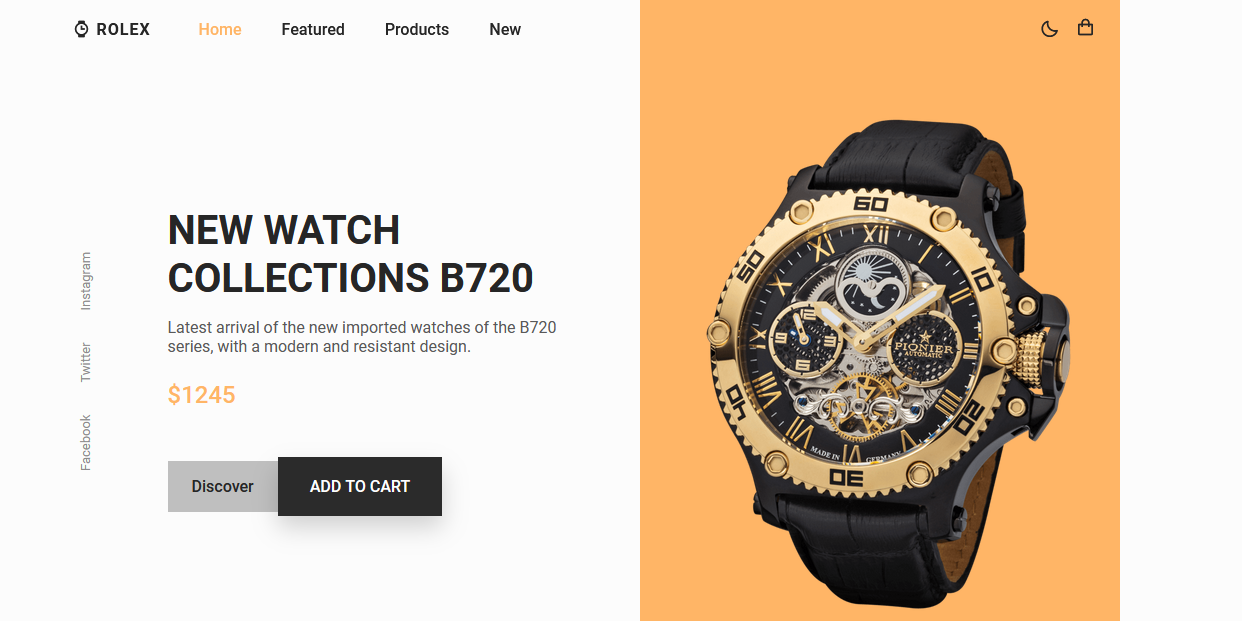 ROLEX
Home
Featured
Products
New
Instagram
Twitter
Facebook
NEW WATCH
COLLECTIONS B720
Latest arrival of the new imported watches of the B720
series, with a modern and resistant design.
$1245
Discover
ADD TO CART
60
10
20
30
40
50
XII
PIONIER
AUTOMATIC
MADE IN GERMANY